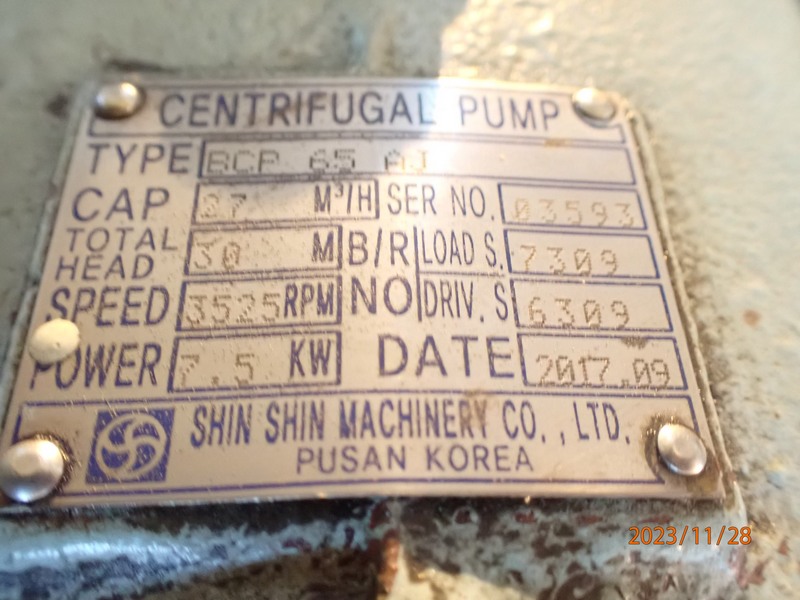 CENTRIFUGAL PUMP
TYPE BCP 65 AJ
CAP M³/H SER NO. 03593
TOTAL HEAD 30 M B/R NO LOAD S. 7309
SPEED 3525 RPM DRIV. S 6309
POWER 7.5 KW DATE 2017.09
SHIN SHIN MACHINERY CO., LTD.
PUSAN KOREA
2023/11/28